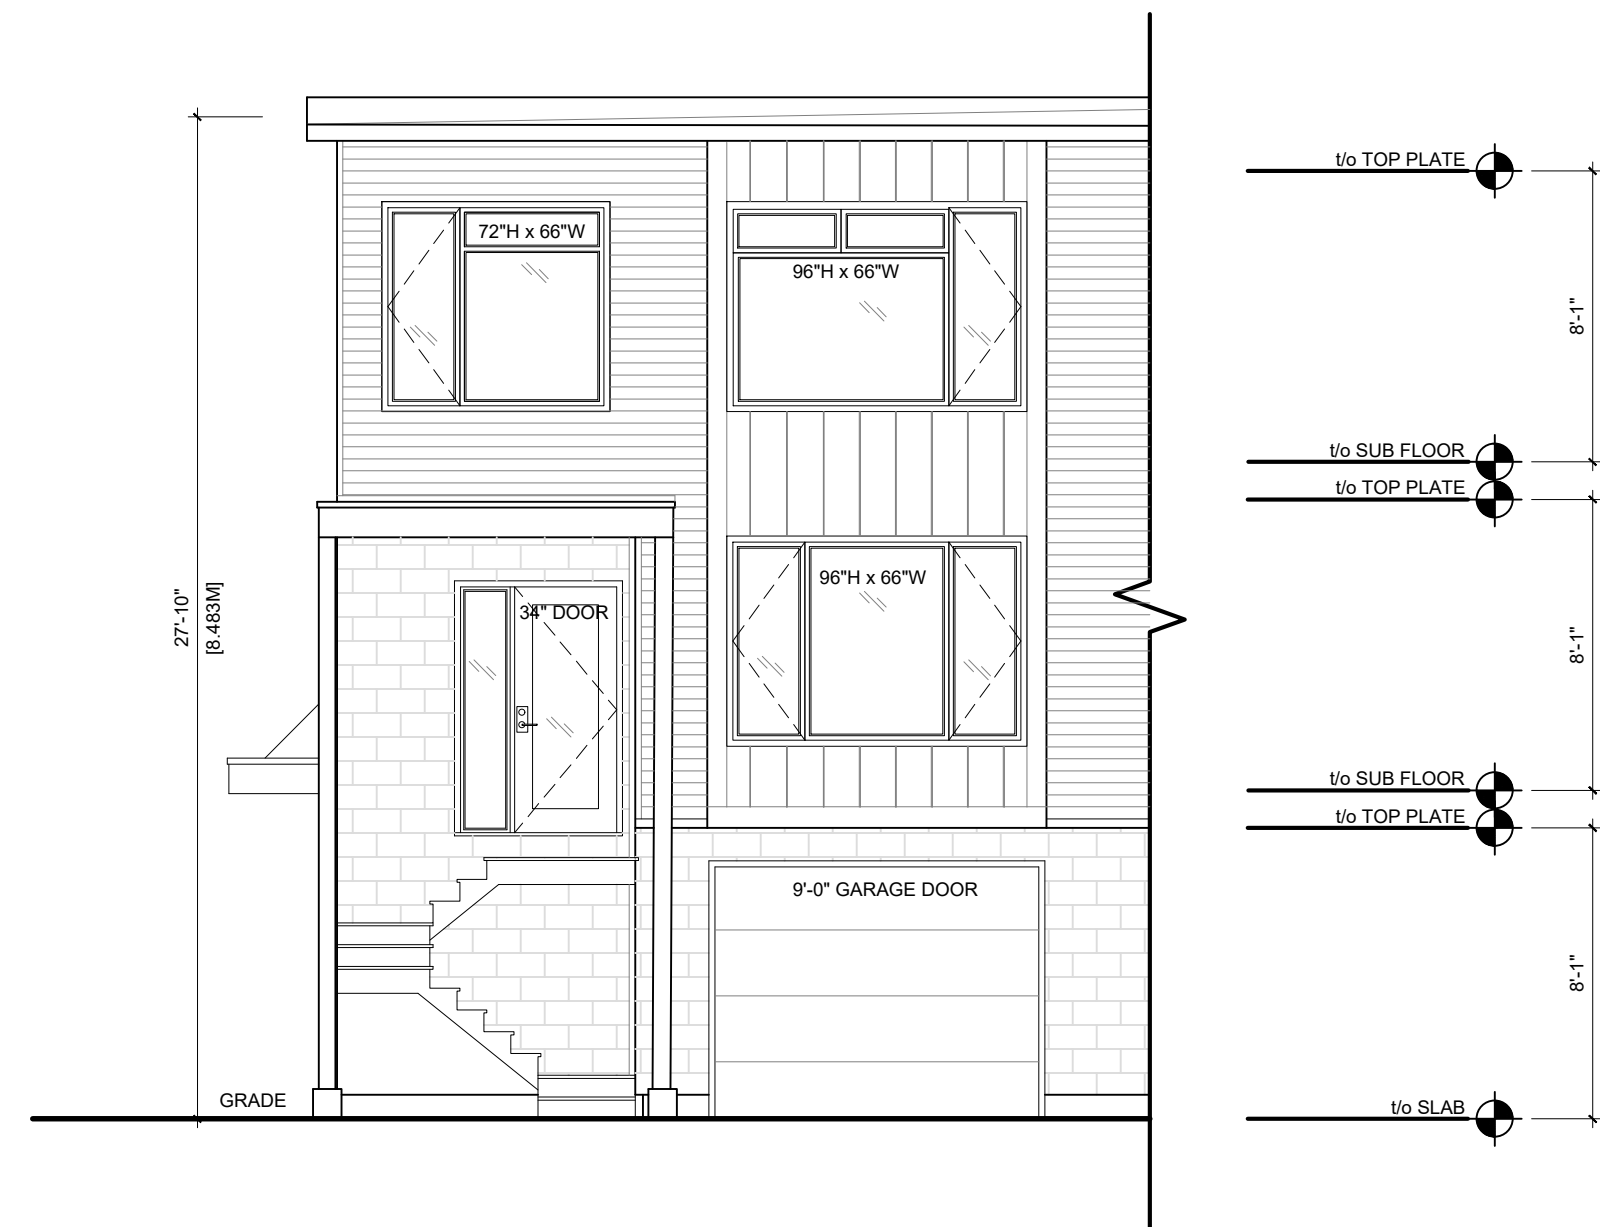 t/o TOP PLATE
72"H x 66"W
96"H x 66"W
8'-1"
t/o SUB FLOOR
t/o TOP PLATE
96"H x 66"W
34" DOOR
27'-10"
[8.483M]
8'-1"
t/o SUB FLOOR
t/o TOP PLATE
9'-0" GARAGE DOOR
8'-1"
GRADE
t/o SLAB